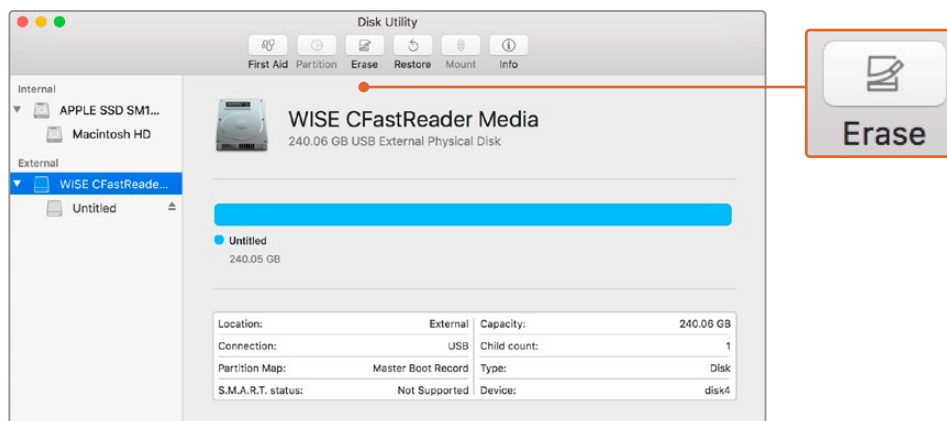 Disk Utility
First Aid Partition Erase Restore Mount Info
Erase
Internal
APPLE SSD SM1...
Macintosh HD
External
WISE CFastReade...
Untitled
WISE CFastReader Media
240.06 GB USB External Physical Disk
Untitled
240.05 GB
Location: External Capacity: 240.06 GB
Connection: USB Child count: 1
Partition Map: Master Boot Record Type: Disk
S.M.A.R.T. status: Not Supported Device: disk4